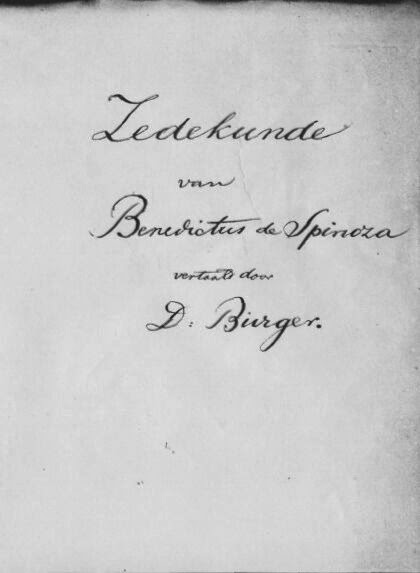 Zedekunde
van
Benedictus de Spinoza
vertaald door
D: Burger.